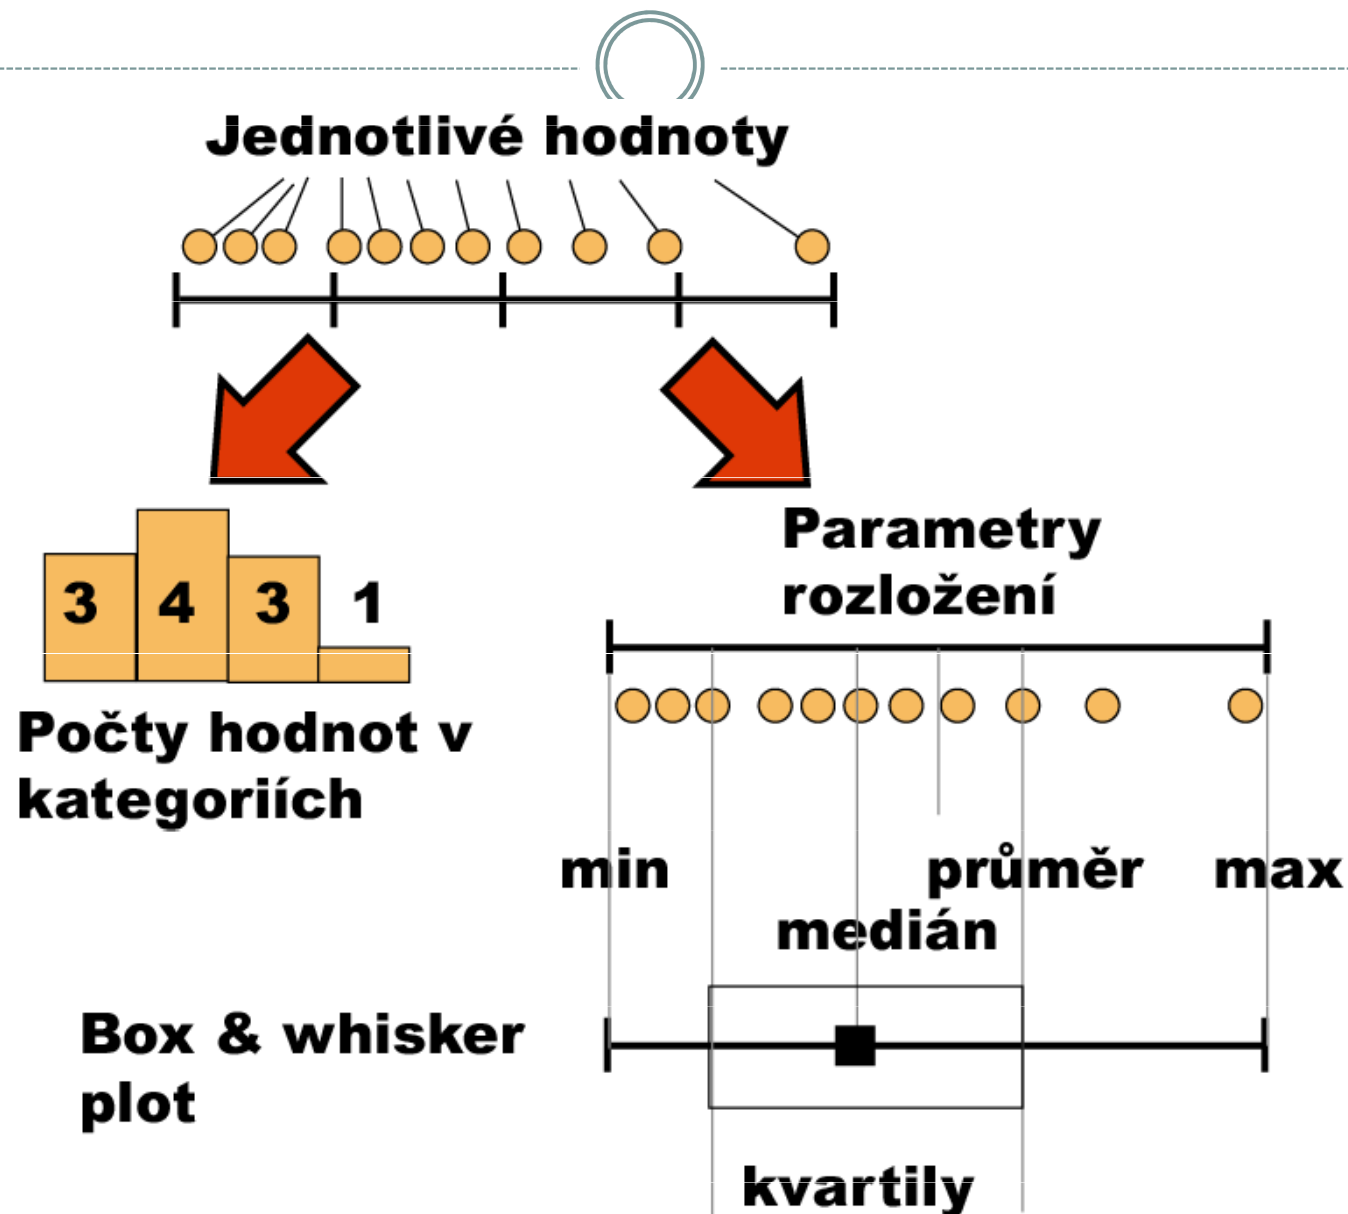 Jednotlivé hodnoty
3 4 3 1
Počty hodnot v
kategoriích
Parametry
rozložení
min průměr max
medián
Box & whisker
plot
kvartily